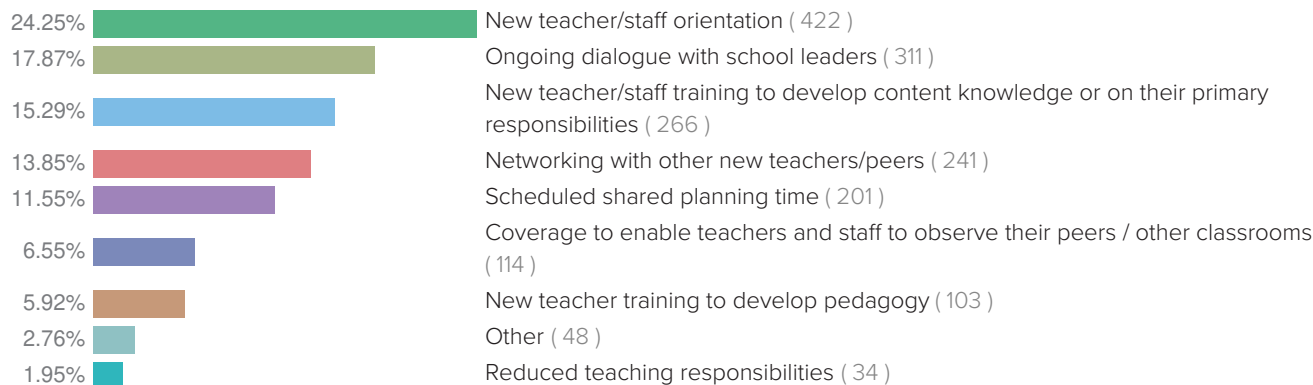 24.25% New teacher/staff orientation ( 422 )
17.87% Ongoing dialogue with school leaders ( 311 )
15.29% New teacher/staff training to develop content knowledge or on their primary
responsibilities ( 266 )
13.85% Networking with other new teachers/peers ( 241 )
11.55% Scheduled shared planning time ( 201 )
6.55% Coverage to enable teachers and staff to observe their peers / other classrooms
( 114 )
5.92% New teacher training to develop pedagogy ( 103 )
2.76% Other ( 48 )
1.95% Reduced teaching responsibilities ( 34 )